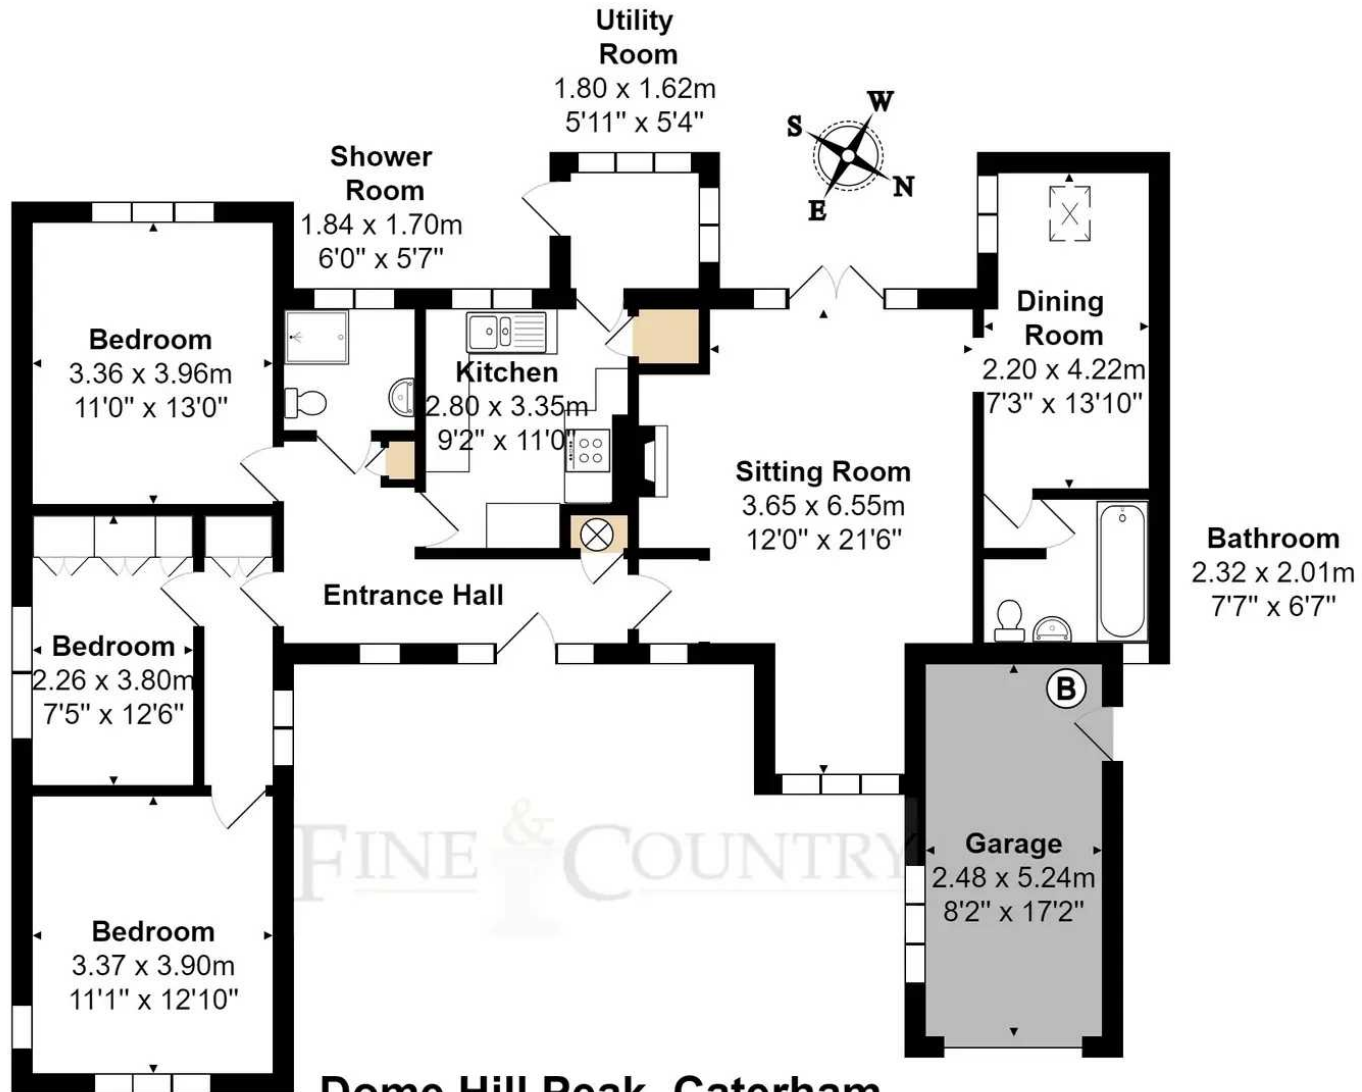 Utility
Room
1.80 x 1.62m
5'11" x 5'4"
W
S
N
E
Shower
Room
1.84 x 1.70m
6'0" x 5'7"
Bedroom
3.36 x 3.96m
11'0" x 13'0"
Kitchen
2.80 x 3.35m
9'2" x 11'0"
Dining
Room
2.20 x 4.22m
7'3" x 13'10"
Sitting Room
3.65 x 6.55m
12'0" x 21'6"
Bathroom
2.32 x 2.01m
7'7" x 6'7"
Entrance Hall
Bedroom
2.26 x 3.80m
7'5" x 12'6"
B
FINE & COUNTRY
Garage
2.48 x 5.24m
8'2" x 17'2"
Bedroom
3.37 x 3.90m
11'1" x 12'10"
Dome Hill Peak, Caterham